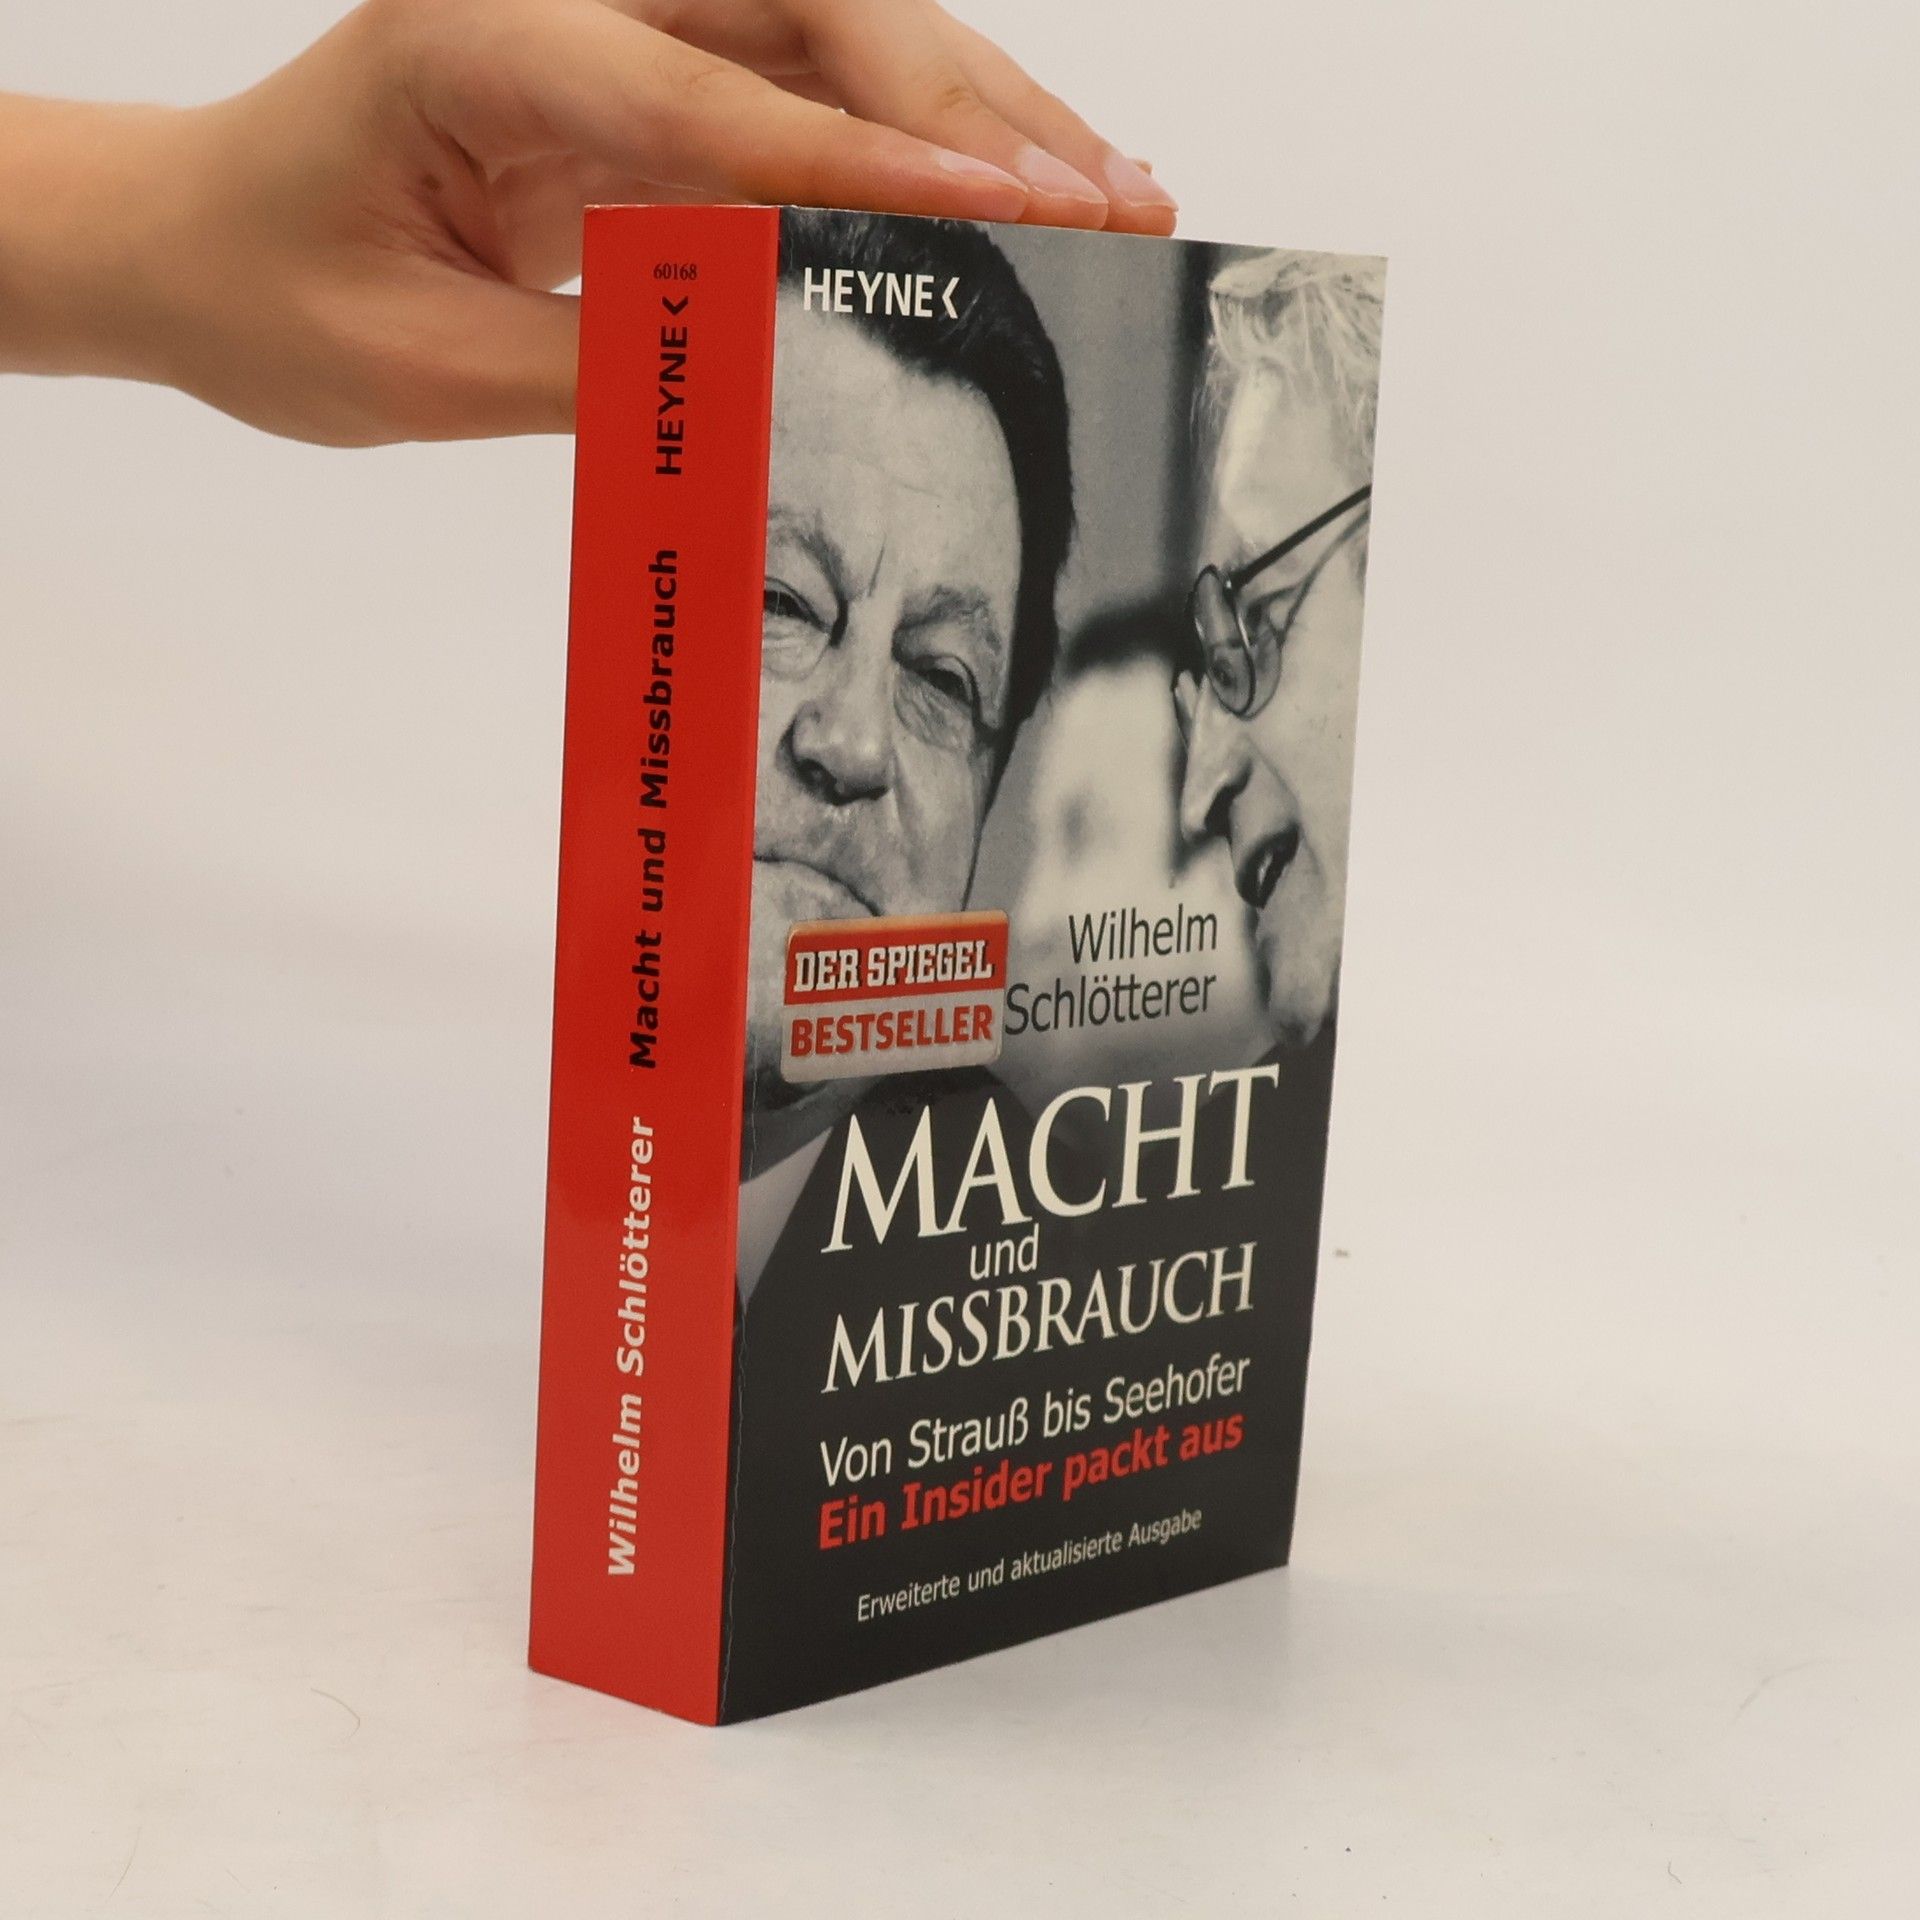 60168
Wilhelm Schlötterer Macht und Missbrauch HEYNE
HEYNE
DER SPIEGEL
BESTSELLER
Wilhelm
Schlötterer
MACHT
und
MISSBRAUCH
Von Strauß bis Seehofer
Ein Insider packt aus
Erweiterte und aktualisierte Ausgabe